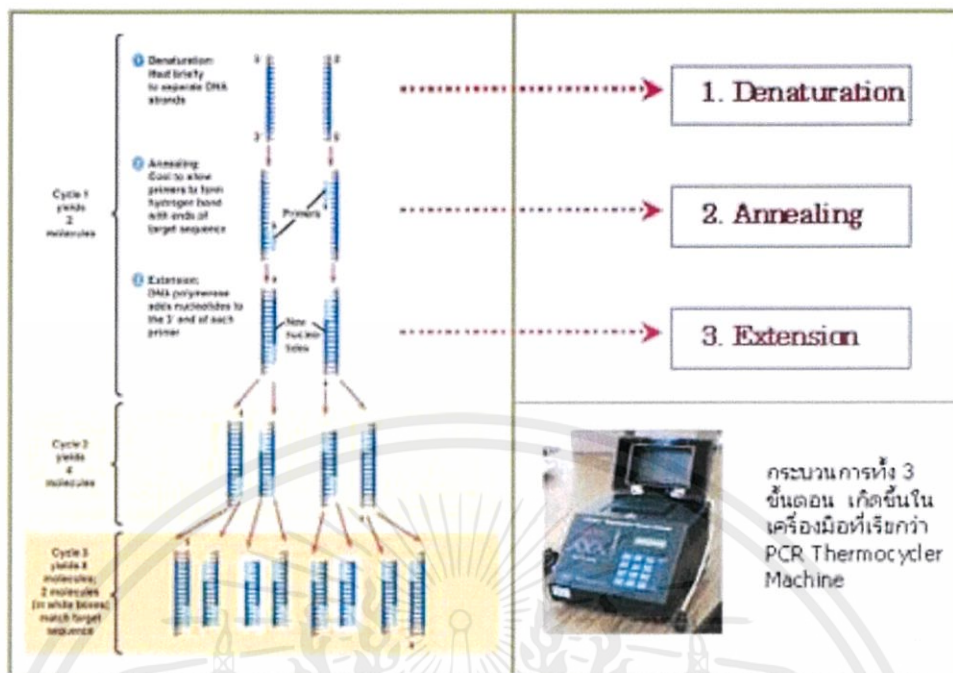 1 Denaturation:
Heat briefly
to separate DNA
strands
2 Annealing:
Cool to allow
primers to form
hydrogen bond
with ends of
target sequence
3 Extension:
DNA polymerase
adds nucleotides to
the 3' end of each
primer
Cycle 1
yields
2
molecules
Primers
New
nucleo-
tides
Cycle 2
yields
4
molecules
Cycle 3
yields 8
molecules;
2 molecules
(in white boxes)
match target
sequence
1. Denaturation
2. Annealing
3. Extension
กระบวนการทั้ง 3
ขั้นตอน เกิดขึ้นใน
เครื่องมือที่เรียกว่า
PCR Thermocycler
Machine